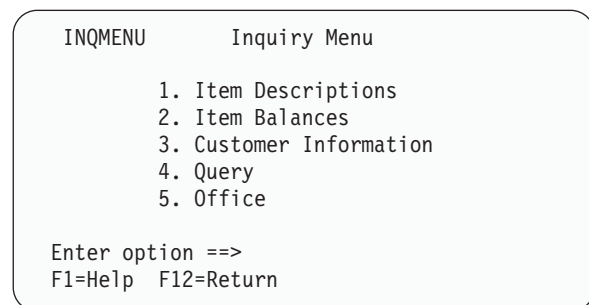 INQMENU Inquiry Menu
1. Item Descriptions
2. Item Balances
3. Customer Information
4. Query
5. Office
Enter option ==>
F1=Help F12=Return